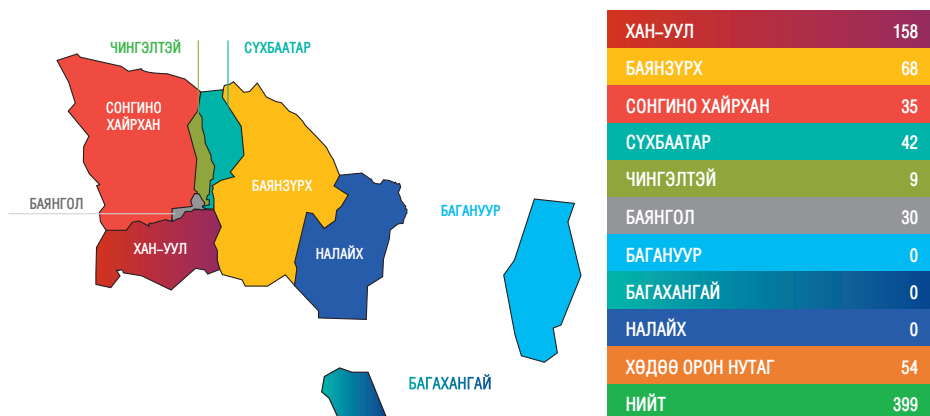 ЧИНГЭЛТЭЙ
СҮХБААТАР
СОНГИНО
ХАЙРХАН
БАЯНЗҮРХ
БАЯНГОЛ
ХАН–УУЛ
НАЛАЙХ
БАГАНУУР
БАГАХАНГАЙ
ХАН–УУЛ 158
БАЯНЗҮРХ 68
СОНГИНО ХАЙРХАН 35
СҮХБААТАР 42
ЧИНГЭЛТЭЙ 9
БАЯНГОЛ 30
БАГАНУУР 0
БАГАХАНГАЙ 0
НАЛАЙХ 0
ХӨДӨӨ ОРОН НУТАГ 54
НИЙТ 399